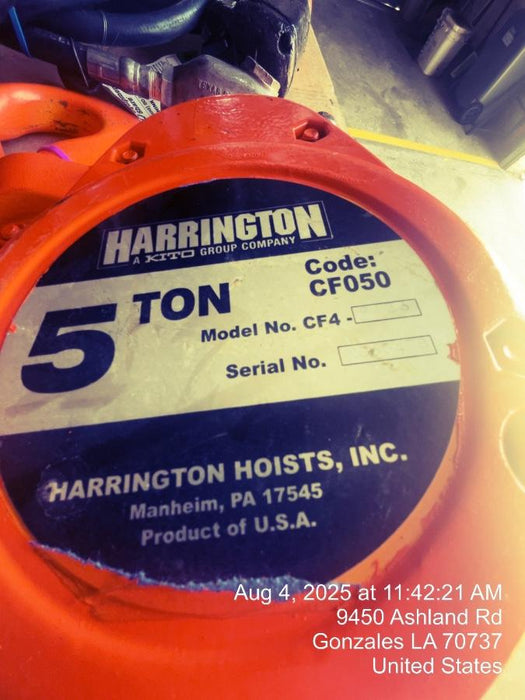 HARRINGTON
A KITO GROUP COMPANY
5 TON
Code:
CF050
Model No. CF4 -
Serial No.
HARRINGTON HOISTS, INC.
Manheim, PA 17545
Product of U.S.A.
Aug 4, 2025 at 11:42:21 AM
9450 Ashland Rd
Gonzales LA 70737
United States